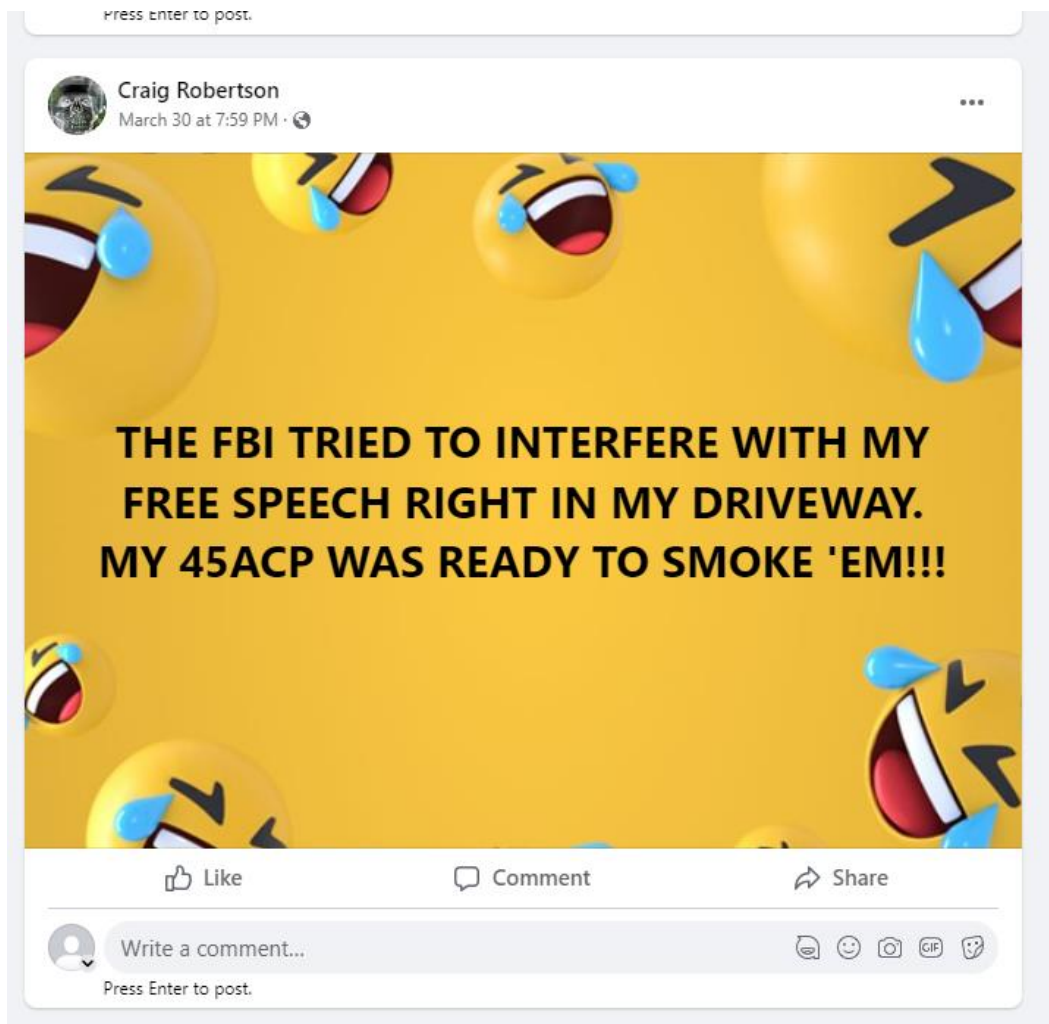 Press Enter to post.
Craig Robertson
March 30 at 7:59 PM ·
THE FBI TRIED TO INTERFERE WITH MY
FREE SPEECH RIGHT IN MY DRIVEWAY.
MY 45ACP WAS READY TO SMOKE 'EM!!!
Like Comment Share
Write a comment... GIF
Press Enter to post.